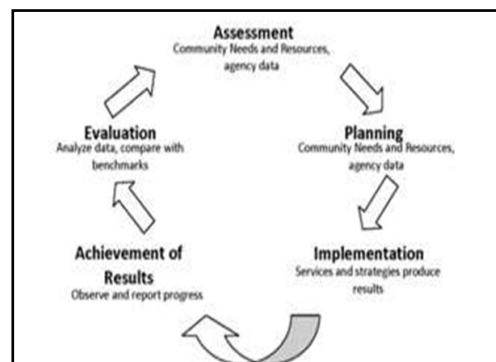 Assessment
Community Needs and Resources,
agency data
Planning
Community Needs and Resources,
agency data
Implementation
Services and strategies produce
results
Achievement of
Results
Observe and report progress
Evaluation
Analyze data, compare with
benchmarks